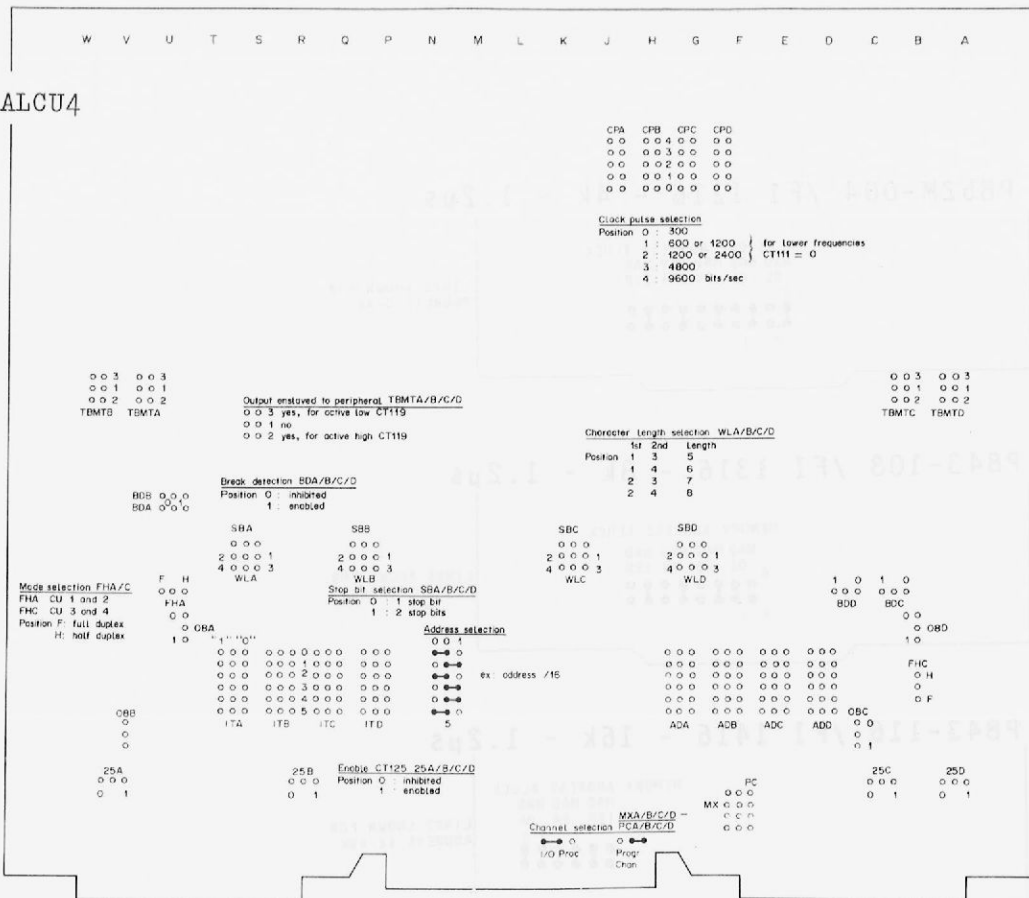 W V U T S R Q P N M L K J H G F E D C B A
ALCU4
CPA CPB CPC CPD
4
3
2
1
0
Clock pulse selection
Position 0 : 300
1 : 600 or 1200 } for lower frequencies
2 : 1200 or 2400 } CT111 = 0
3 : 4800
4 : 9600 bits/sec
3 3
1 1
2 2
TBMTB TBMTA
Output enslaved to peripheral TBMTA/B/C/D
3 yes, for active low CT119
1 no
2 yes, for active high CT119
3 3
1 1
2 2
TBMTC TBMTD
Character length selection WLA/B/C/D
1st 2nd Length
Position 1 3 5
1 4 6
2 3 7
2 4 8
Break detection BDA/B/C/D
Position 0 : inhibited
1 : enabled
BDB
0 1
BDA
SBA SBB SBC SBD
2 1 2 1 2 1 2 1
4 3 4 3 4 3 4 3
WLA WLB WLC WLD
Mode selection FHA/C
FHA CU 1 and 2
FHC CU 3 and 4
Position F: full duplex
H: half duplex
F H
FHA
0
OBA
1
Stop bit selection SBA/B/C/D
Position 0 : 1 stop bit
1 : 2 stop bits
1 0 1 0
BDD BDC
0
OBD
1
Address selection
0 1
ex: address /16
5
"1" "0"
0
1
2
3
4
5
ITA ITB ITC ITD
ADA ADB ADC ADD
FHC
H
F
OBB
OBC
0
1
25A 25B
0 1 0 1
Enable CT125 25A/B/C/D
Position 0 : inhibited
1 : enabled
25C 25D
0 1 0 1
PC
MX
MXA/B/C/D
Channel selection PCA/B/C/D
I/O Proc Progr
Chan